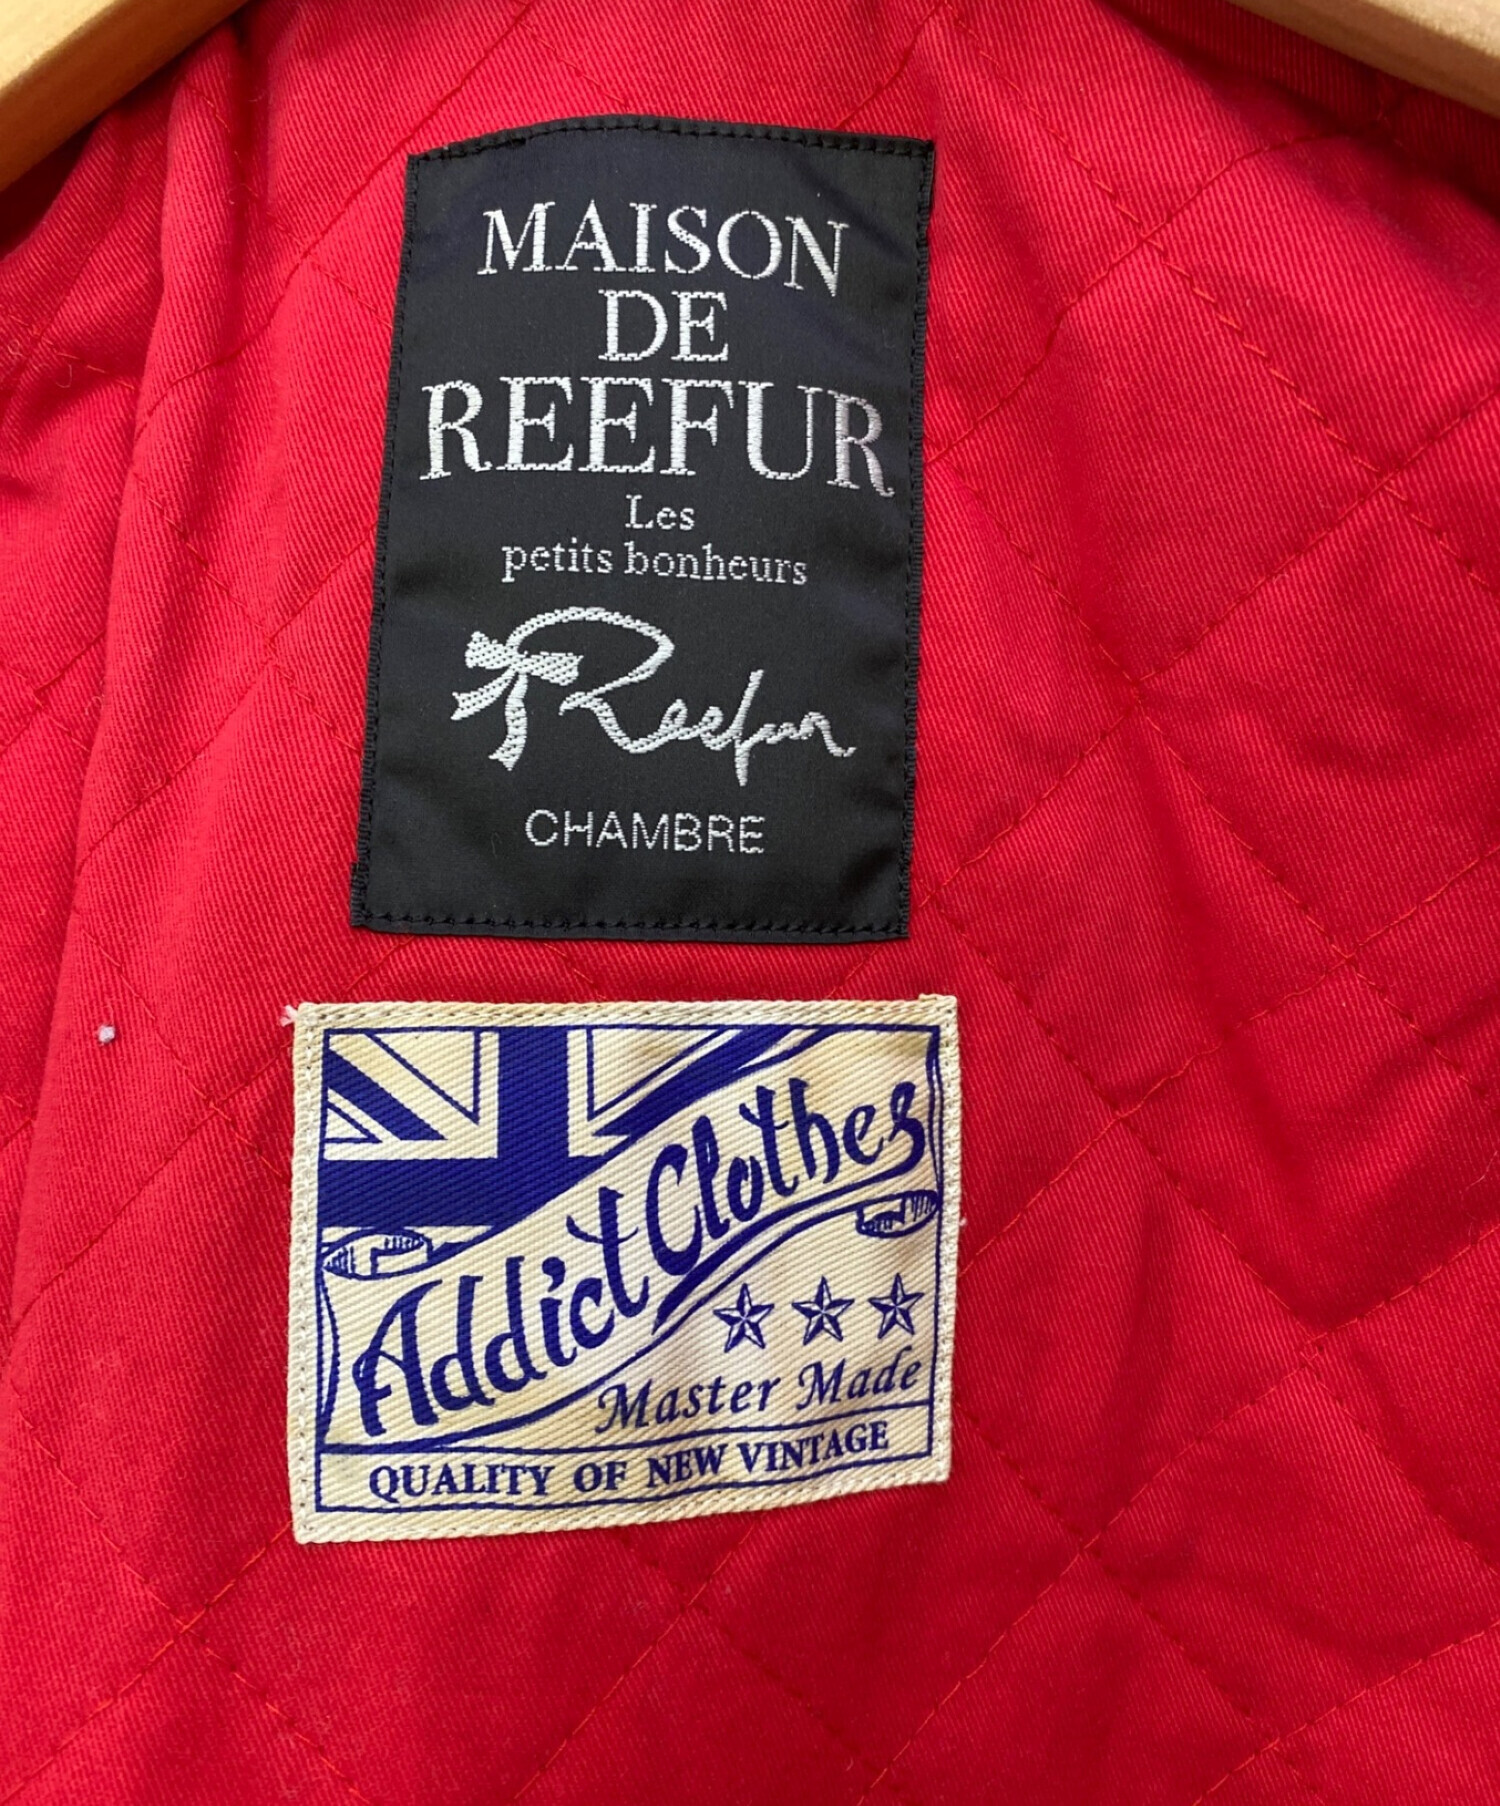 MAISON
DE
REEFUR
Les
petits bonheurs
Reefur
CHAMBRE
Addict Clothes
Master Made
QUALITY OF NEW VINTAGE